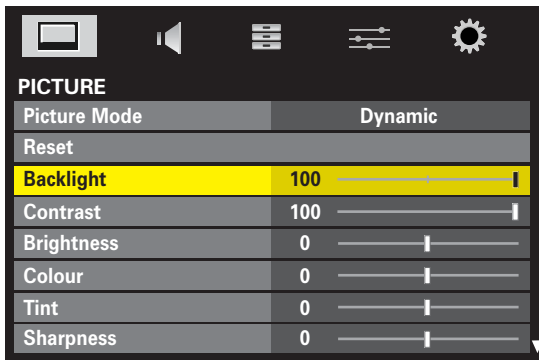 PICTURE
Picture Mode Dynamic
Reset
Backlight 100
Contrast 100
Brightness 0
Colour 0
Tint 0
Sharpness 0